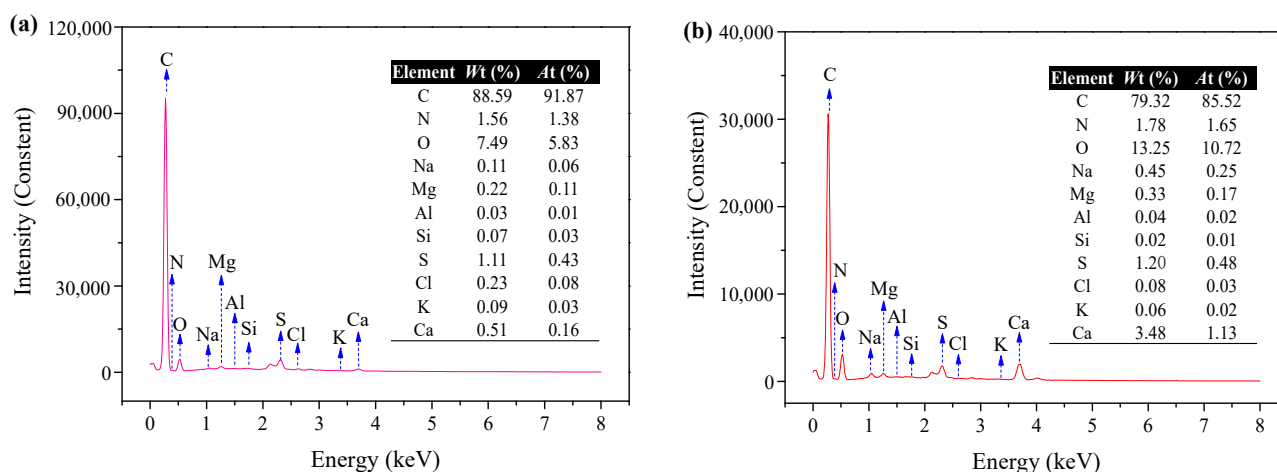 (a)
120,000
90,000
60,000
30,000
0
Intensity (Constent)
C
N
O
Na
Mg
Al
Si
S
Cl
K
Ca
Element Wt (%) At (%)
C 88.59 91.87
N 1.56 1.38
O 7.49 5.83
Na 0.11 0.06
Mg 0.22 0.11
Al 0.03 0.01
Si 0.07 0.03
S 1.11 0.43
Cl 0.23 0.08
K 0.09 0.03
Ca 0.51 0.16
0 1 2 3 4 5 6 7 8
Energy (keV)
(b)
40,000
30,000
20,000
10,000
0
Intensity (Constent)
C
N
O
Na
Mg
Al
Si
S
Cl
K
Ca
Element Wt (%) At (%)
C 79.32 85.52
N 1.78 1.65
O 13.25 10.72
Na 0.45 0.25
Mg 0.33 0.17
Al 0.04 0.02
Si 0.02 0.01
S 1.20 0.48
Cl 0.08 0.03
K 0.06 0.02
Ca 3.48 1.13
0 1 2 3 4 5 6 7 8
Energy (keV)